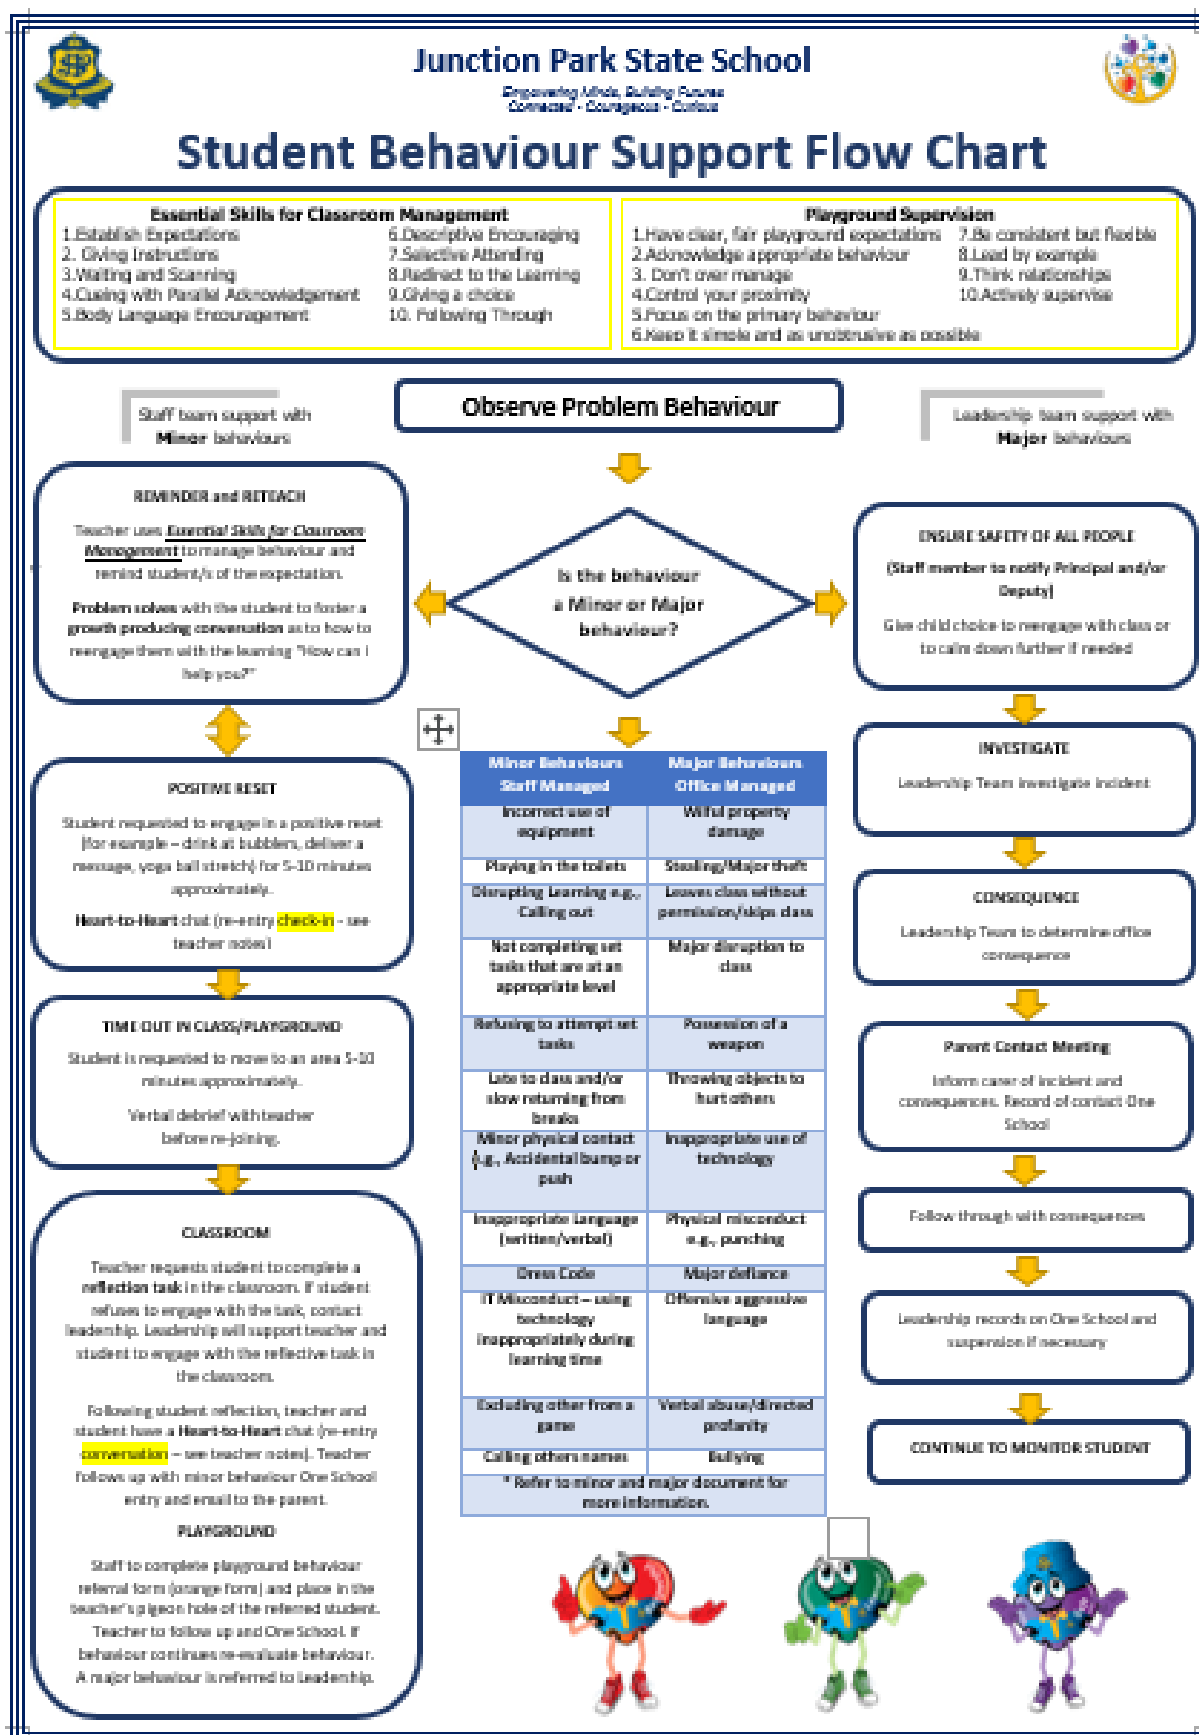 Junction Park State School
Empowering Minds, Building Futures
Connected - Courageous - Curious
Student Behaviour Support Flow Chart
Essential Skills for Classroom Management
1.Establish Expectations
2. Giving Instructions
3.Waiting and Scanning
4.Cueing with Parallel Acknowledgement
5.Body Language Encouragement
6.Descriptive Encouraging
7.Selective Attending
8.Redirect to the Learning
9.Giving a choice
10. Following Through
Playground Supervision
1.Have clear, fair playground expectations
2.Acknowledge appropriate behaviour
3. Don't over manage
4.Control your proximity
5.Focus on the primary behaviour
6.Keep it simple and as unobtrusive as possible
7.Be consistent but flexible
8.Lead by example
9.Think relationships
10.Actively supervise
Staff team support with
Minor behaviours
Observe Problem Behaviour
Leadership team support with
Major behaviours
REMINDER and RETEACH
Teacher uses Essential Skills for Classroom
Management to manage behaviour and
remind student/s of the expectation.
Problem solves with the student to foster a
growth producing conversation as to how to
reengage them with the learning "How can I
help you?"
Is the behaviour
a Minor or Major
behaviour?
ENSURE SAFETY OF ALL PEOPLE
(Staff member to notify Principal and/or
Deputy)
Give child choice to reengage with class or
to calm down further if needed
POSITIVE RESET
Student requested to engage in a positive reset
(for example – drink at bubblers, deliver a
message, yoga ball stretch) for 5-10 minutes
approximately.
Heart-to-Heart chat (re-entry check-in - see
teacher notes)
TIME OUT IN CLASS/PLAYGROUND
Student is requested to move to an area 5-10
minutes approximately.
Verbal debrief with teacher
before re-joining.
CLASSROOM
Teacher requests student to complete a
reflection task in the classroom. If student
refuses to engage with the task, contact
leadership. Leadership will support teacher and
student to engage with the reflective task in
the classroom.
Following student reflection, teacher and
student have a Heart-to-Heart chat (re-entry
conversation – see teacher notes). Teacher
follows up with minor behaviour One School
entry and email to the parent.
PLAYGROUND
Staff to complete playground behaviour
referral form (orange form) and place in the
teacher's pigeon hole of the referred student.
Teacher to follow up and One School. If
behaviour continues re-evaluate behaviour.
A major behaviour is referred to Leadership.
Minor Behaviours
Staff Managed
Major Behaviours
Office Managed
Incorrect use of
equipment
Wilful property
damage
Playing in the toilets
Stealing/Major theft
Disrupting Learning e.g.,
Calling out
Leaves class without
permission/skips class
Not completing set
tasks that are at an
appropriate level
Major disruption to
class
Refusing to attempt set
tasks
Possession of a
weapon
Late to class and/or
slow returning from
breaks
Throwing objects to
hurt others
Minor physical contact
e.g., Accidental bump or
push
Inappropriate use of
technology
Inappropriate Language
(written/verbal)
Physical misconduct
e.g., punching
Dress Code
Major defiance
IT Misconduct – using
technology
inappropriately during
learning time
Offensive aggressive
language
Excluding other from a
game
Verbal abuse/directed
profanity
Calling others names
Bullying
* Refer to minor and major document for
more information.
INVESTIGATE
Leadership Team investigate incident
CONSEQUENCE
Leadership Team to determine office
consequence
Parent Contact Meeting
Inform carer of incident and
consequences. Record of contact One
School
Follow through with consequences
Leadership records on One School and
suspension if necessary
CONTINUE TO MONITOR STUDENT